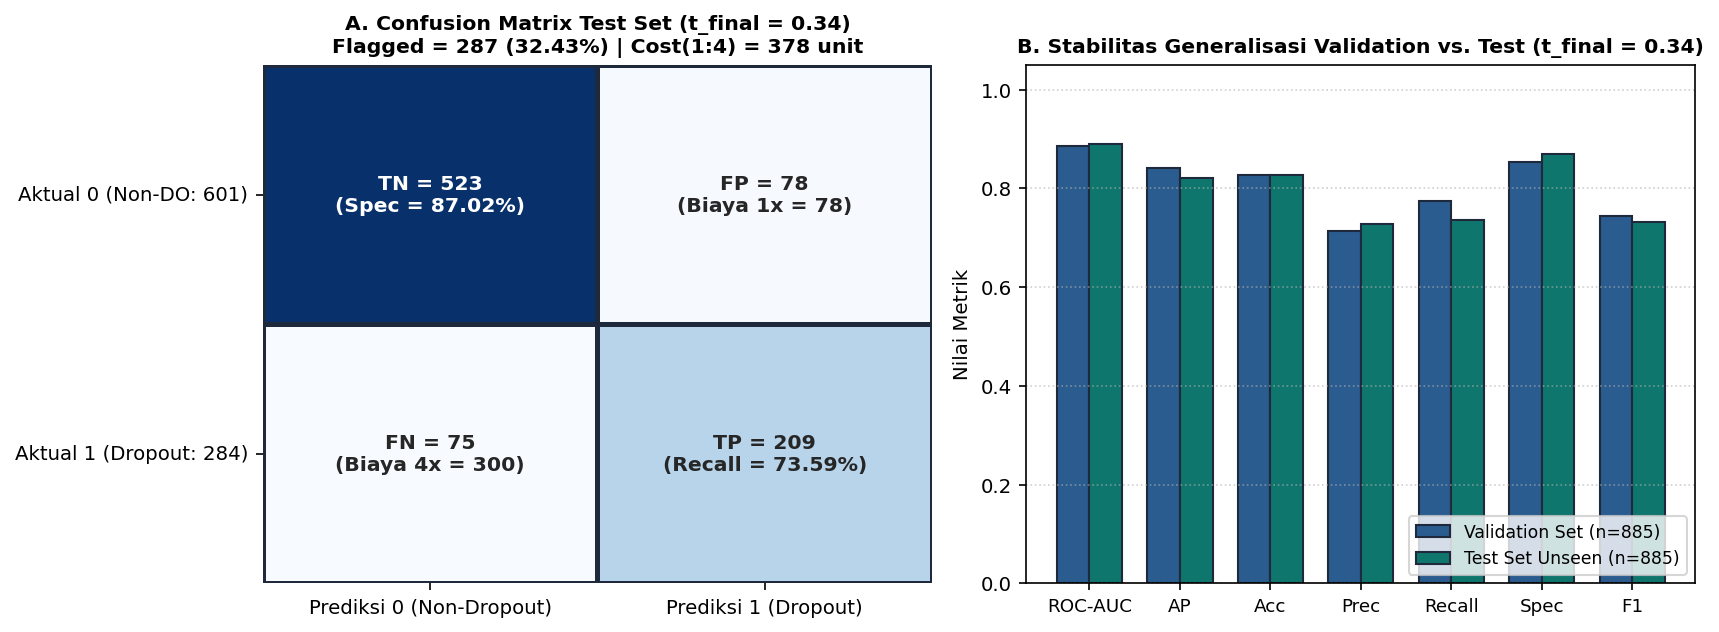 A. Confusion Matrix Test Set (t_final = 0.34)
Flagged = 287 (32.43%) | Cost(1:4) = 378 unit
Aktual 0 (Non-DO: 601)
TN = 523
(Spec = 87.02%)
FP = 78
(Biaya 1x = 78)
Aktual 1 (Dropout: 284)
FN = 75
(Biaya 4x = 300)
TP = 209
(Recall = 73.59%)
Prediksi 0 (Non-Dropout)
Prediksi 1 (Dropout)
B. Stabilitas Generalisasi Validation vs. Test (t_final = 0.34)
Nilai Metrik
1.0
0.8
0.6
0.4
0.2
0.0
Validation Set (n=885)
Test Set Unseen (n=885)
ROC-AUC
AP
Acc
Prec
Recall
Spec
F1